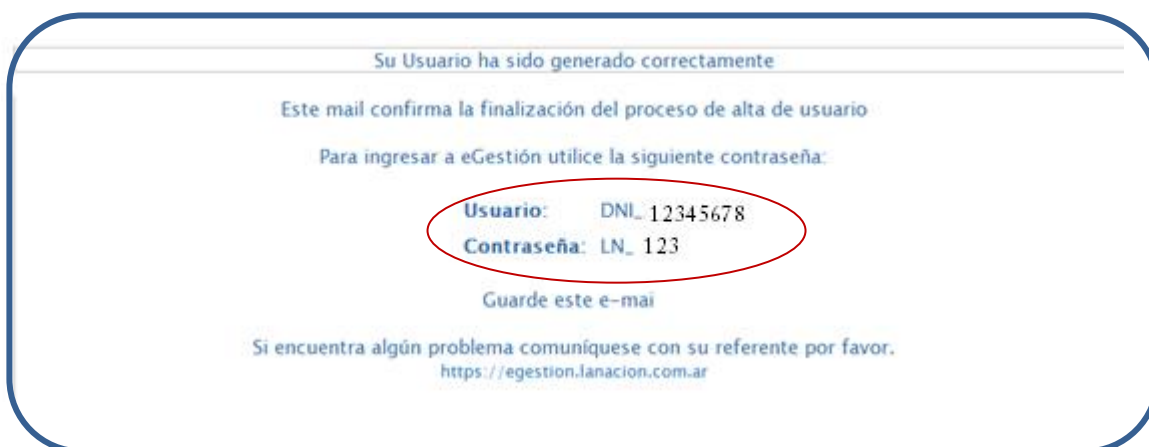 Su Usuario ha sido generado correctamente
Este mail confirma la finalización del proceso de alta de usuario
Para ingresar a eGestión utilice la siguiente contraseña:
Usuario: DNI_ 12345678
Contraseña: LN_ 123
Guarde este e-mai
Si encuentra algún problema comuníquese con su referente por favor.
https://egestion.lanacion.com.ar